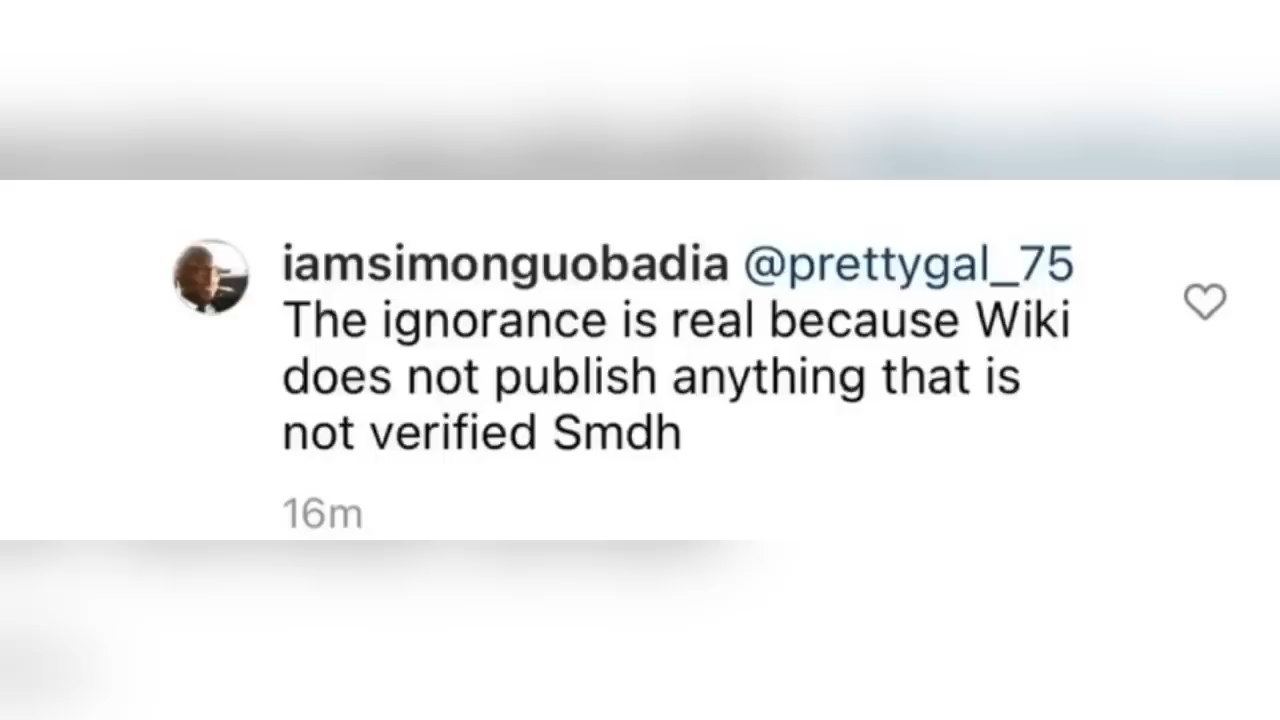 iamsimonguobadia @prettygal_75
The ignorance is real because Wiki
does not publish anything that is
not verified Smdh
16m